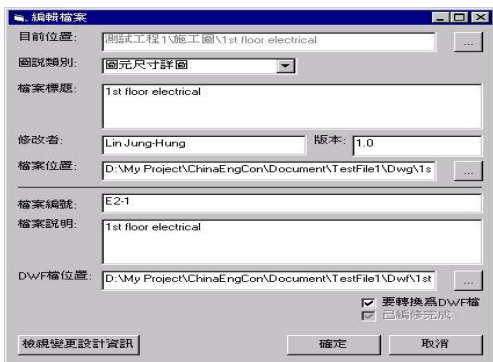 編輯檔案
目前位置: 測試工程1\施工圖\1st floor electrical ...
圖說類別: 圖元尺寸詳圖
檔案標題: 1st floor electrical
修改者: Lin Jung-Hung 版本: 1.0
檔案位置: D:\My Project\ChinaEngCon\Document\TestFile1\Dwg\1s ...
檔案編號: E2-1
檔案說明: 1st floor electrical
DWF檔位置: D:\My Project\ChinaEngCon\Document\TestFile1\Dwf\1st ...
要轉換為DWF檔
已編修完成
檢視變更設計資訊 確定 取消